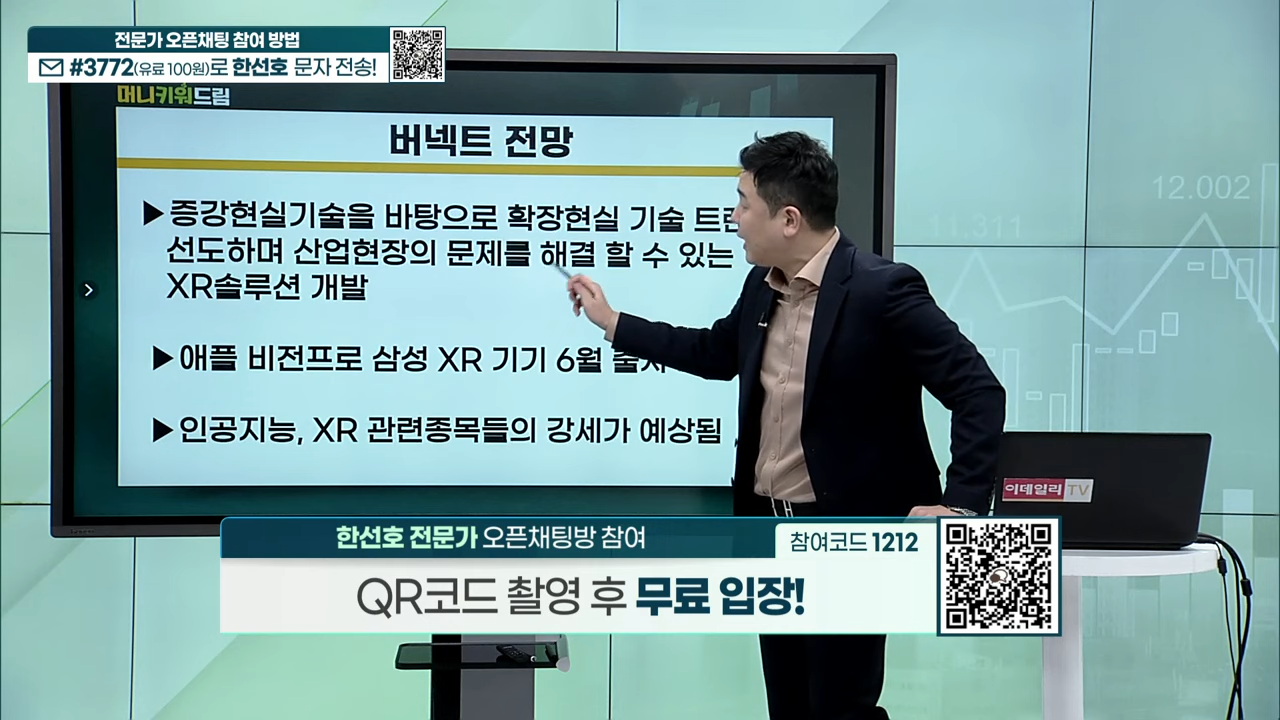 전문가 오픈채팅 참여 방법
#3772(유료 100원)로 한선호 문자 전송!
머니키워드림
버넥트 전망
▶증강현실기술을 바탕으로 확장현실 기술
선도하며 산업현장의 문제를 해결 할 수 있는
XR솔루션 개발
▶애플 비전프로 삼성 XR 기기 6월
▶인공지능, XR 관련종목들의 강세가 예상됨
11.311
12.002
이데일리 TV
한선호 전문가 오픈채팅방 참여
참여코드 1212
QR코드 촬영 후 무료 입장!